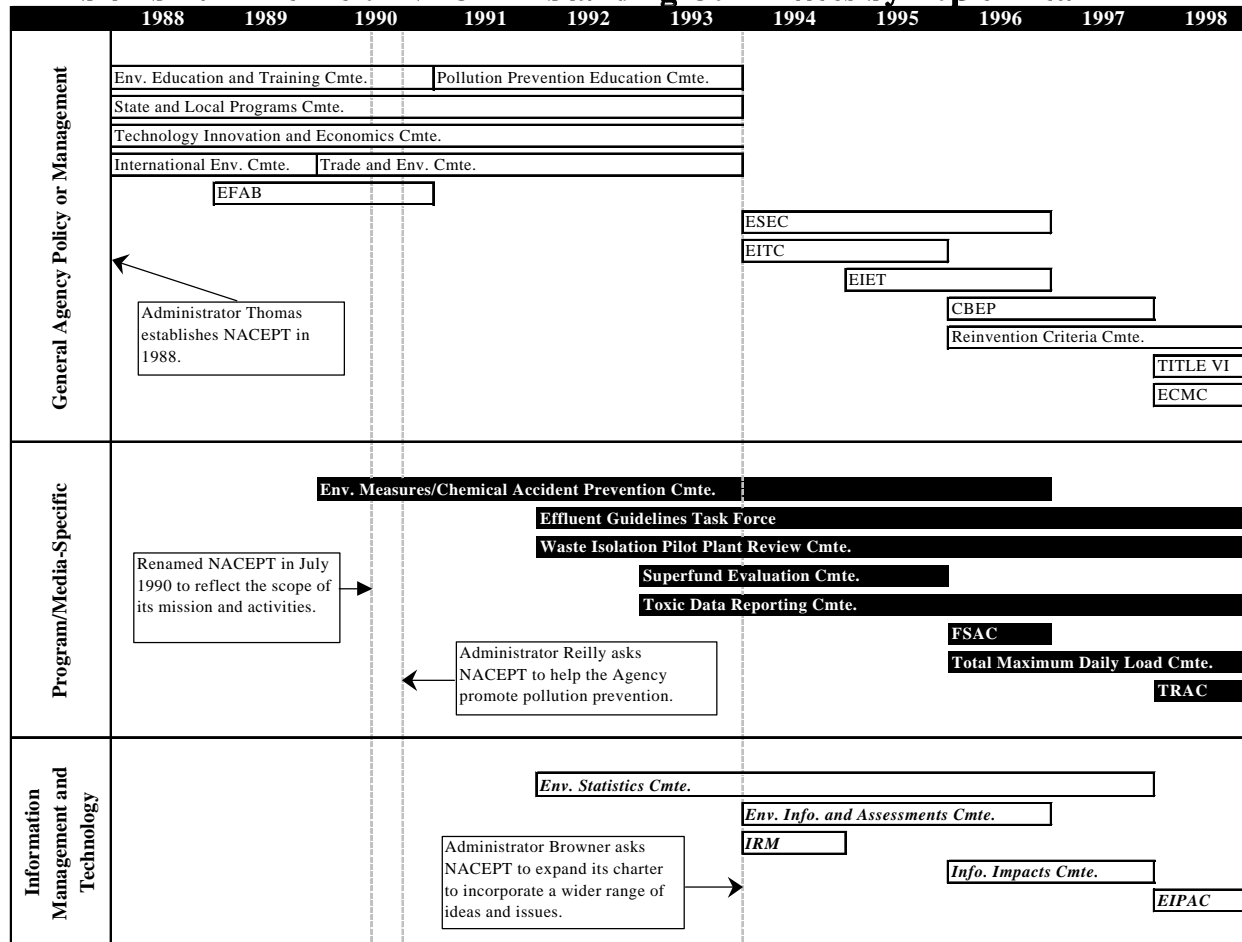 1988 1989 1990 1991 1992 1993 1994 1995 1996 1997 1998
General Agency Policy or Management
Env. Education and Training Cmte. Pollution Prevention Education Cmte.
State and Local Programs Cmte.
Technology Innovation and Economics Cmte.
International Env. Cmte. Trade and Env. Cmte.
EFAB
ESEC
EITC
EIET
CBEP
Reinvention Criteria Cmte.
TITLE VI
ECMC
Administrator Thomas
establishes NACEPT in
1988.
Program/Media-Specific
Env. Measures/Chemical Accident Prevention Cmte.
Effluent Guidelines Task Force
Waste Isolation Pilot Plant Review Cmte.
Superfund Evaluation Cmte.
Toxic Data Reporting Cmte.
FSAC
Total Maximum Daily Load Cmte.
TRAC
Renamed NACEPT in July
1990 to reflect the scope of
its mission and activities.
Administrator Reilly asks
NACEPT to help the Agency
promote pollution prevention.
Information
Management and
Technology
Env. Statistics Cmte.
Env. Info. and Assessments Cmte.
IRM
Info. Impacts Cmte.
EIPAC
Administrator Browner asks
NACEPT to expand its charter
to incorporate a wider range of
ideas and issues.